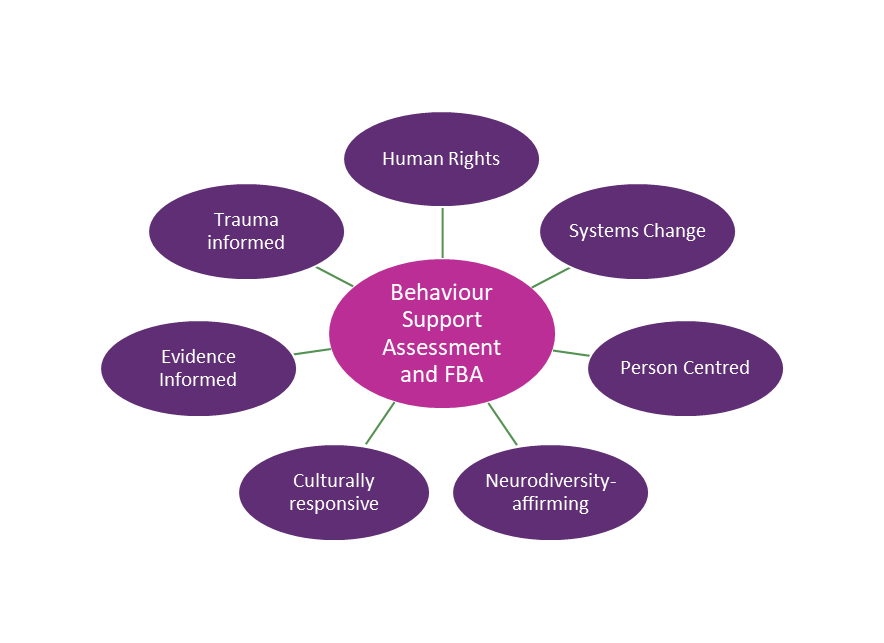 Human Rights
Systems Change
Person Centred
Neurodiversity-
affirming
Culturally
responsive
Evidence
Informed
Trauma
informed
Behaviour
Support
Assessment
and FBA